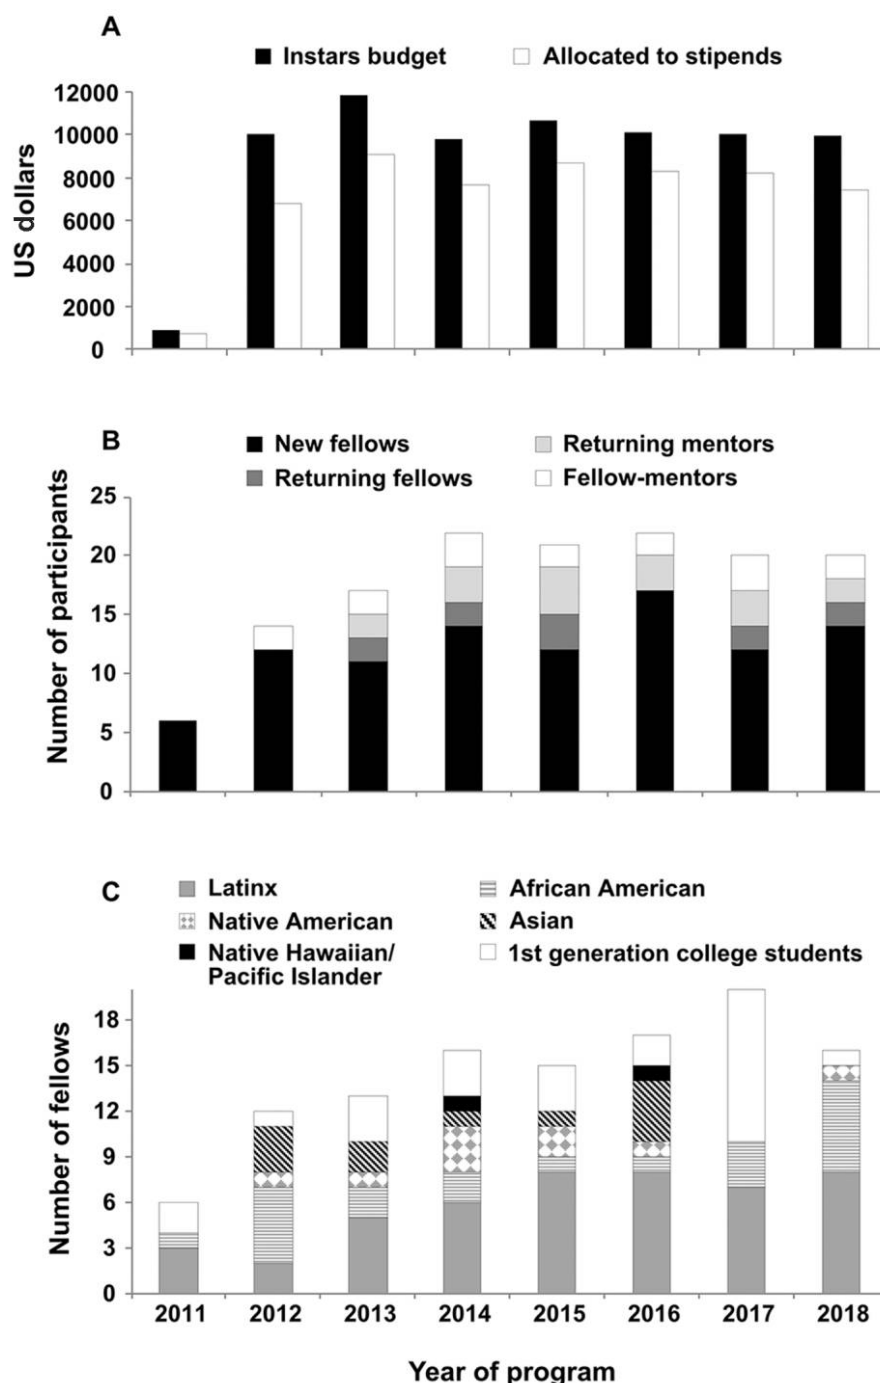 A
Instars budget Allocated to stipends
12000
10000
8000
6000
4000
2000
0
US dollars
B
New fellows Returning mentors
Returning fellows Fellow-mentors
25
20
15
10
5
0
Number of participants
C
Latinx African American
Native American Asian
Native Hawaiian/ 1st generation college students
Pacific Islander
18
15
12
9
6
3
0
Number of fellows
2011 2012 2013 2014 2015 2016 2017 2018
Year of program